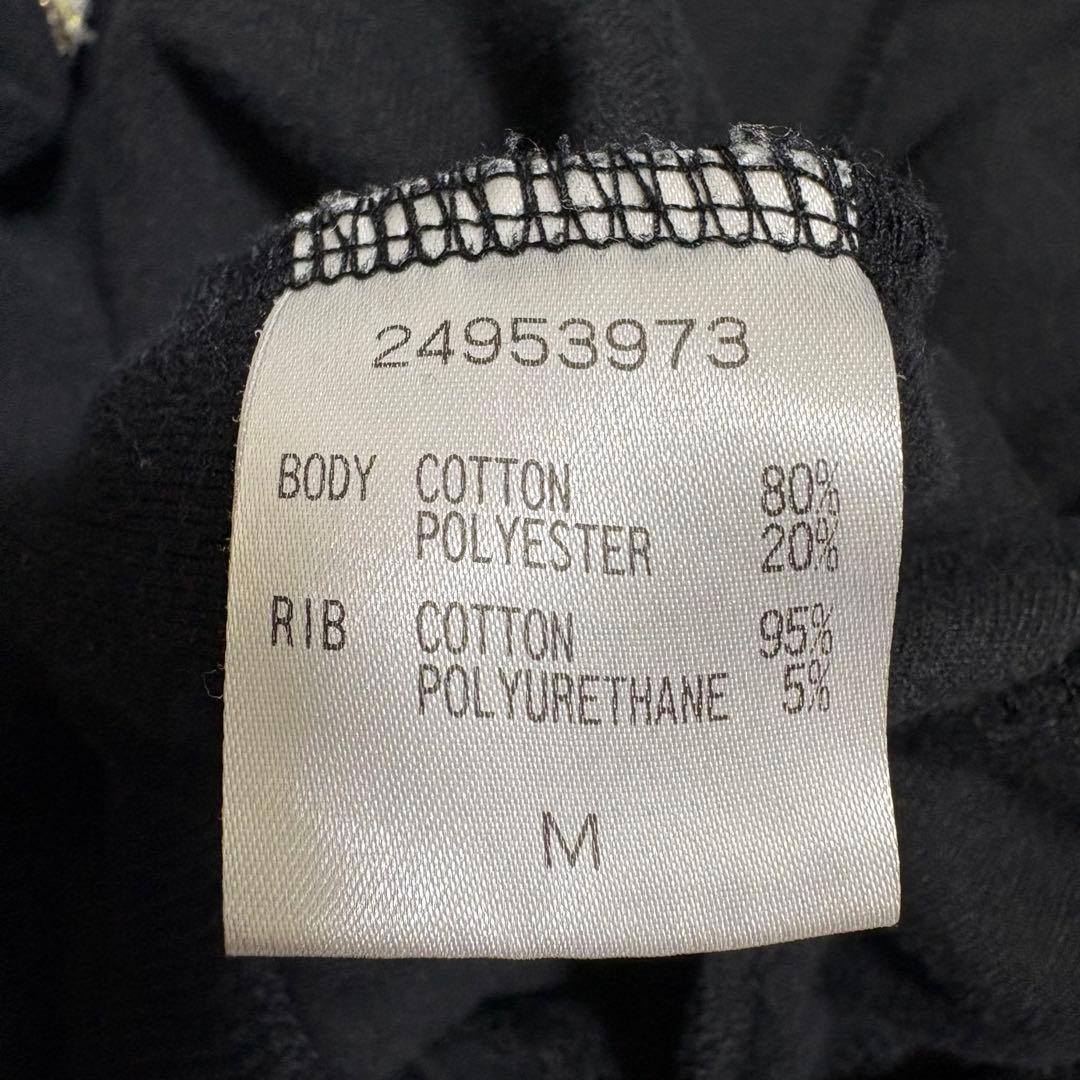 24953973
BODY COTTON 80%
POLYESTER 20%
RIB COTTON 95%
POLYURETHANE 5%
M